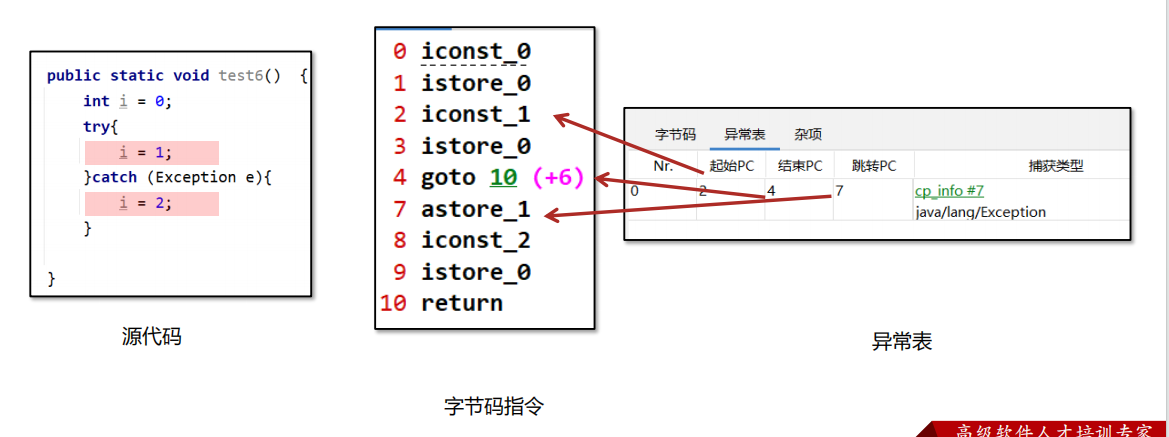 public static void test6() {
int i = 0;
try{
i = 1;
}catch (Exception e){
i = 2;
}
}
源代码
0 iconst_0
1 istore_0
2 iconst_1
3 istore_0
4 goto 10 (+6)
7 astore_1
8 iconst_2
9 istore_0
10 return
字节码指令
字节码 异常表 杂项
Nr. 起始PC 结束PC 跳转PC 捕获类型
0 2 4 7 cp_info #7
java/lang/Exception
异常表
高级软件人才培训专家